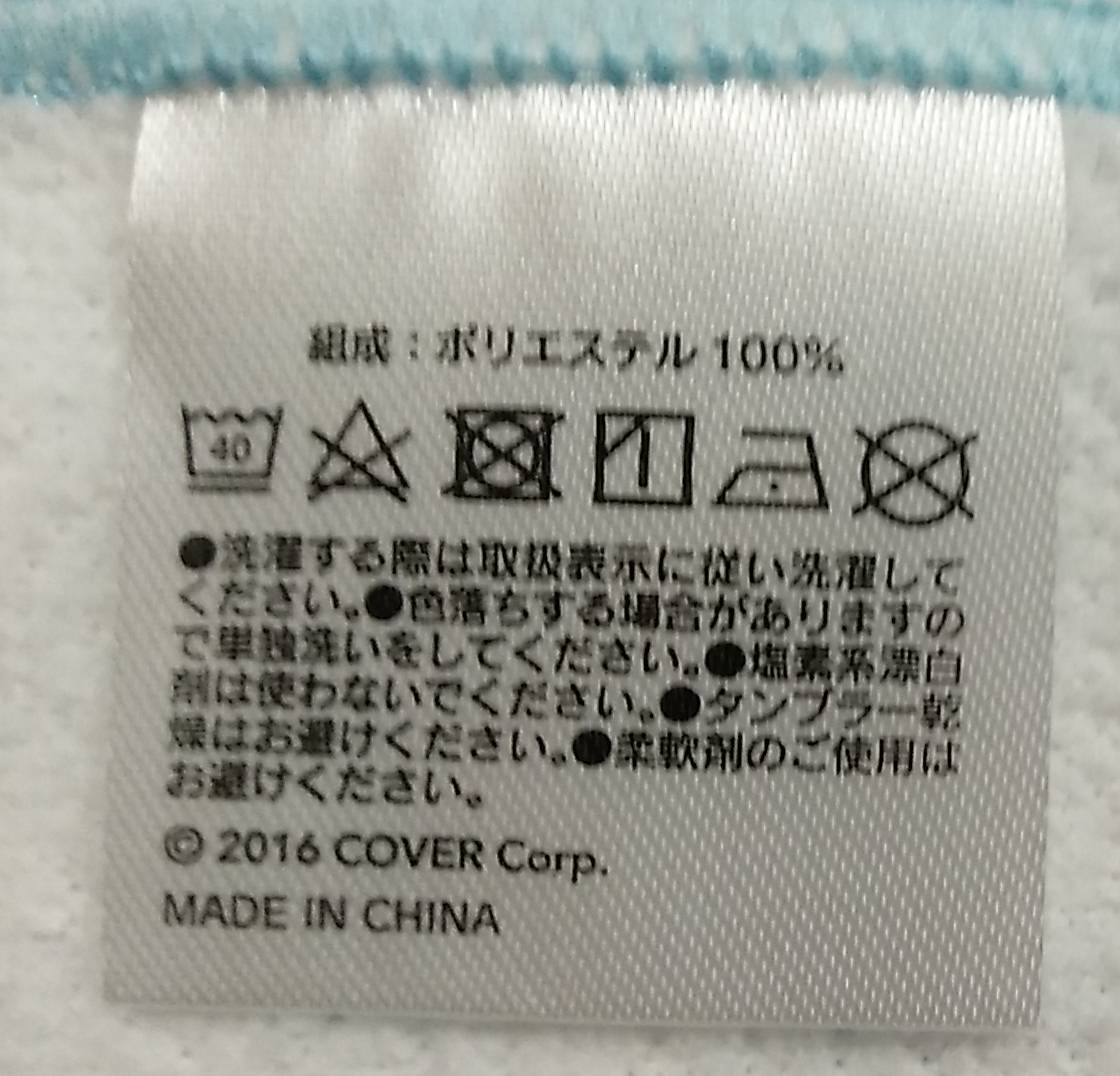 組成：ポリエステル 100%
40
●洗濯する際は取扱表示に従い洗濯して
ください。●色落ちする場合がありますの
で単独洗いをしてください。●塩素系漂白
剤は使わないでください。●タンブラー乾
燥はお避けください。●柔軟剤のご使用は
お避けください。
© 2016 COVER Corp.
MADE IN CHINA